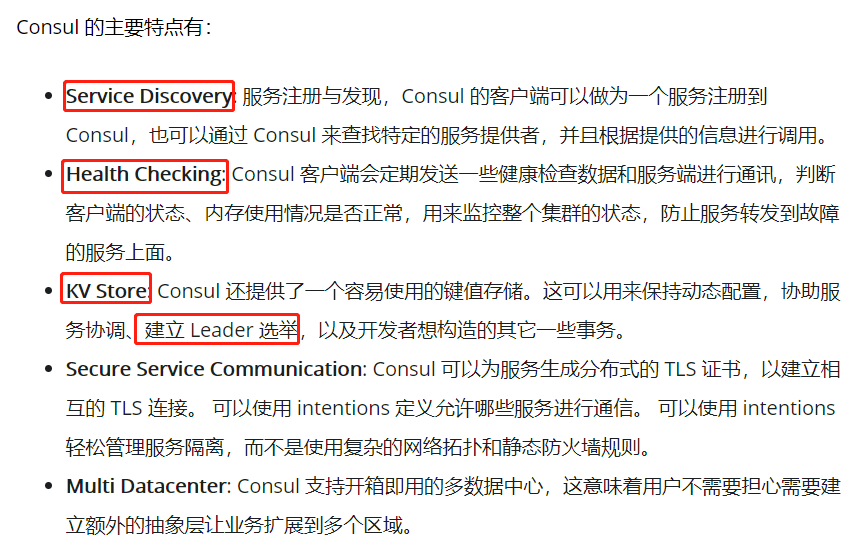 Consul 的主要特点有：
Service Discovery: 服务注册与发现，Consul 的客户端可以做为一个服务注册到
Consul，也可以通过 Consul 来查找特定的服务提供者，并且根据提供的信息进行调用。
Health Checking: Consul 客户端会定期发送一些健康检查数据和服务端进行通讯，判断
客户端的状态、内存使用情况是否正常，用来监控整个集群的状态，防止服务转发到故障
的服务上面。
KV Store: Consul 还提供了一个容易使用的键值存储。这可以用来保持动态配置，协助服
务协调、建立 Leader 选举，以及开发者想构造的其它一些事务。
Secure Service Communication: Consul 可以为服务生成分布式的 TLS 证书，以建立相
互的 TLS 连接。 可以使用 intentions 定义允许哪些服务进行通信。 可以使用 intentions
轻松管理服务隔离，而不是使用复杂的网络拓扑和静态防火墙规则。
Multi Datacenter: Consul 支持开箱即用的多数据中心，这意味着用户不需要担心需要建
立额外的抽象层让业务扩展到多个区域。